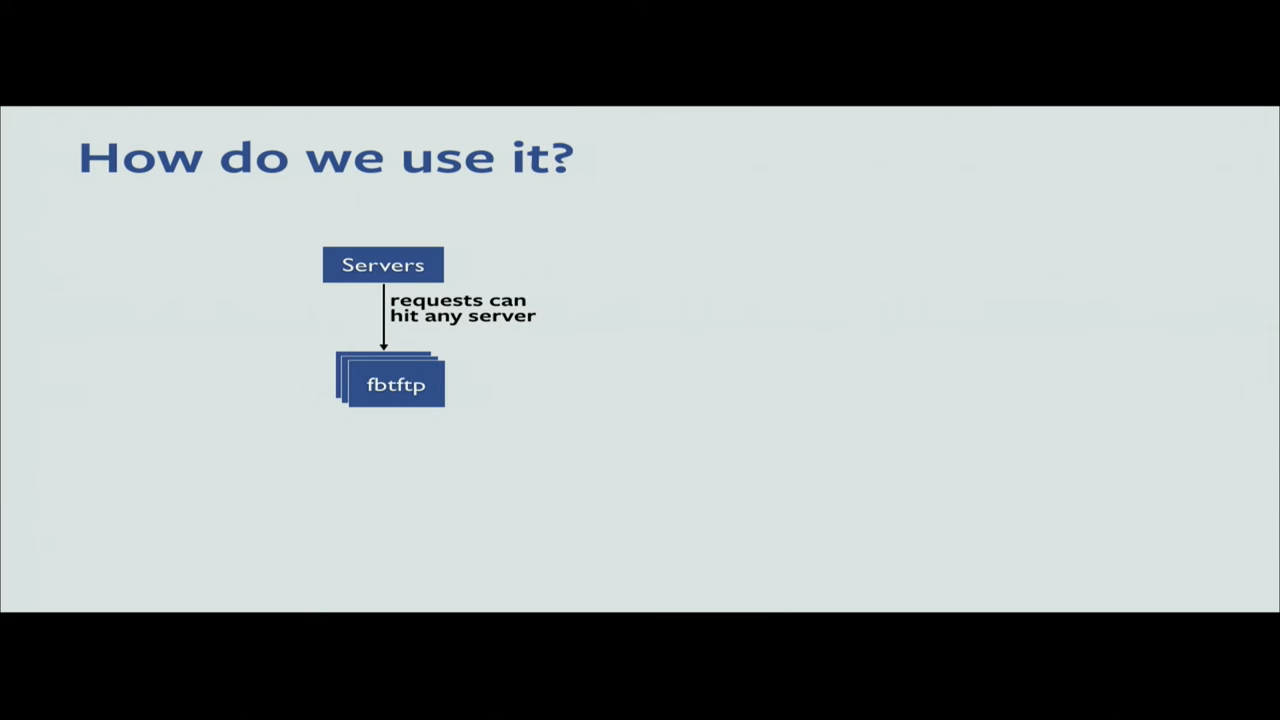 How do we use it?
Servers
requests can
hit any server
fbtftp